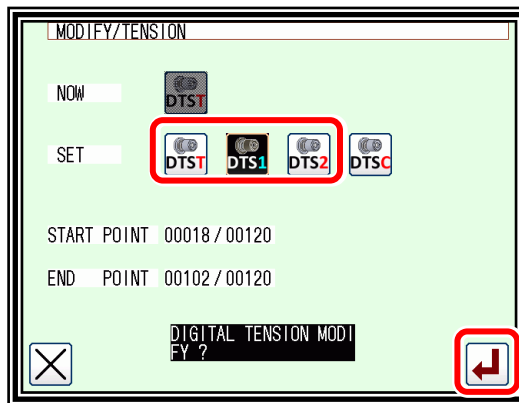 MODIFY/TENSION
NOW DTST
SET DTST DTS1 DTS2 DTSC
START POINT 00018/00120
END POINT 00102/00120
DIGITAL TENSION MODI
FY ?